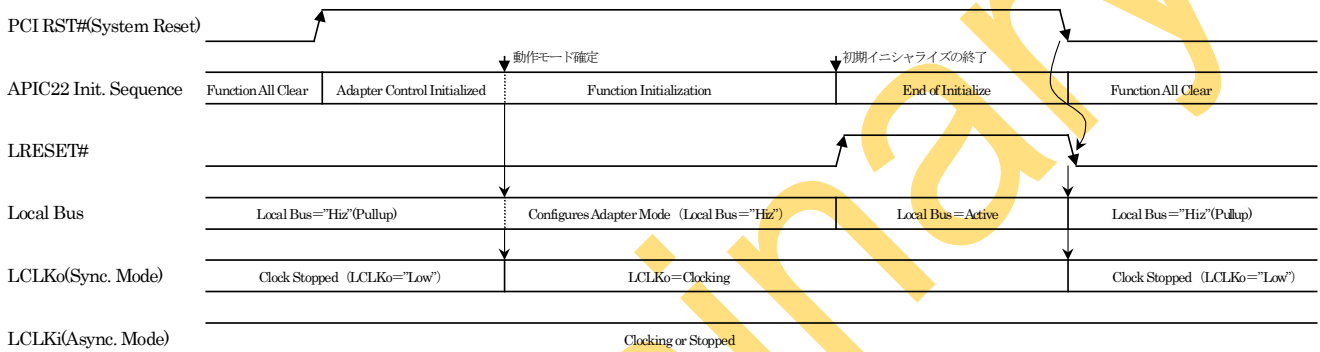 PCI RST#(System Reset)
動作モード確定
初期イニシャライズの終了
APIC22 Init. Sequence
Function All Clear
Adapter Control Initialized
Function Initialization
End of Initialize
Function All Clear
LRESET#
Local Bus
Local Bus="Hiz"(Pullup)
Configures Adapter Mode (Local Bus="Hiz")
Local Bus=Active
Local Bus="Hiz"(Pullup)
LCLKo(Sync. Mode)
Clock Stopped (LCLKo="Low")
LCLKo=Clocking
Clock Stopped (LCLKo="Low")
LCLKi(Async. Mode)
Clocking or Stopped
inary